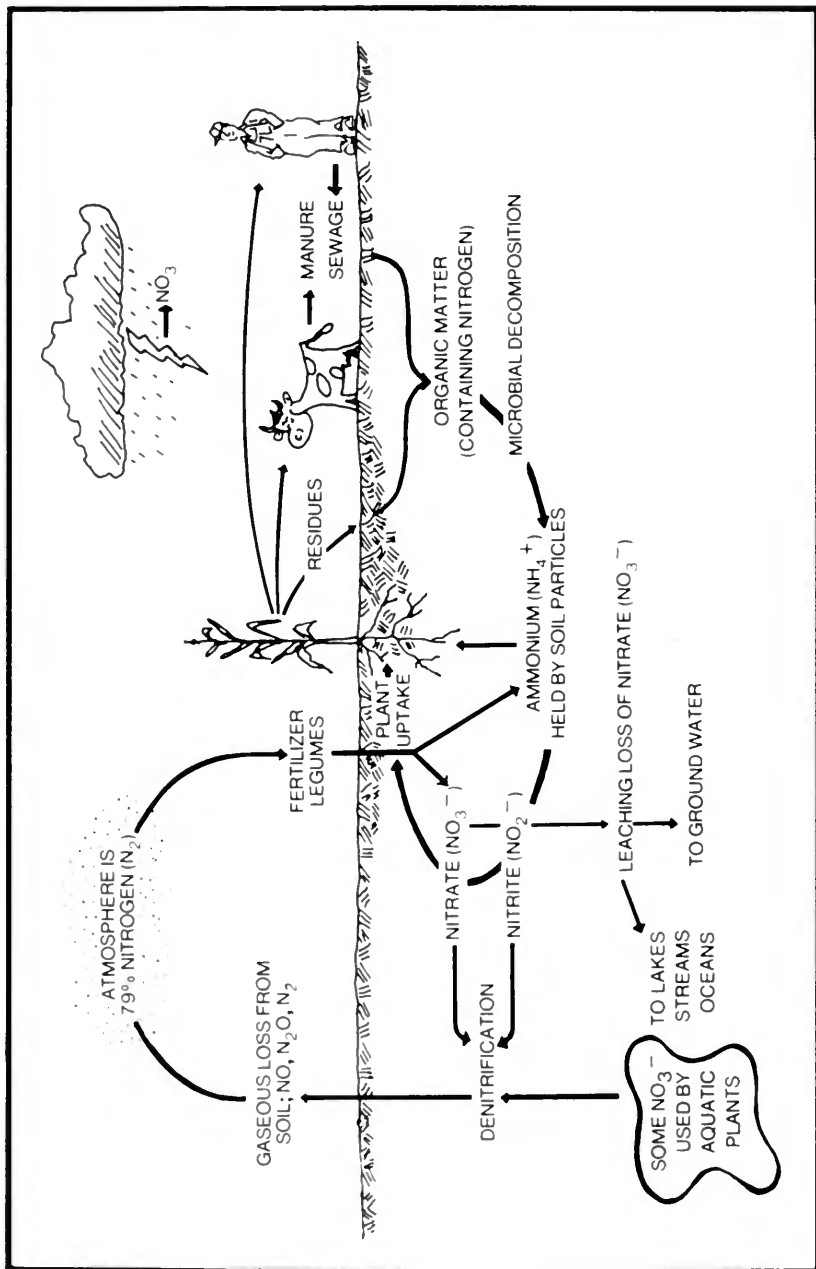 ATMOSPHERE IS
79% NITROGEN (N₂)
NO₃
GASEOUS LOSS FROM
SOIL; NO, N₂O, N₂
FERTILIZER
LEGUMES
RESIDUES
MANURE
SEWAGE
PLANT
UPTAKE
NITRATE (NO₃⁻)
NITRITE (NO₂⁻)
DENITRIFICATION
AMMONIUM (NH₄⁺)
HELD BY SOIL PARTICLES
ORGANIC MATTER
(CONTAINING NITROGEN)
MICROBIAL DECOMPOSITION
LEACHING LOSS OF NITRATE (NO₃⁻)
TO GROUND WATER
TO LAKES
STREAMS
OCEANS
SOME NO₃⁻
USED BY
AQUATIC
PLANTS